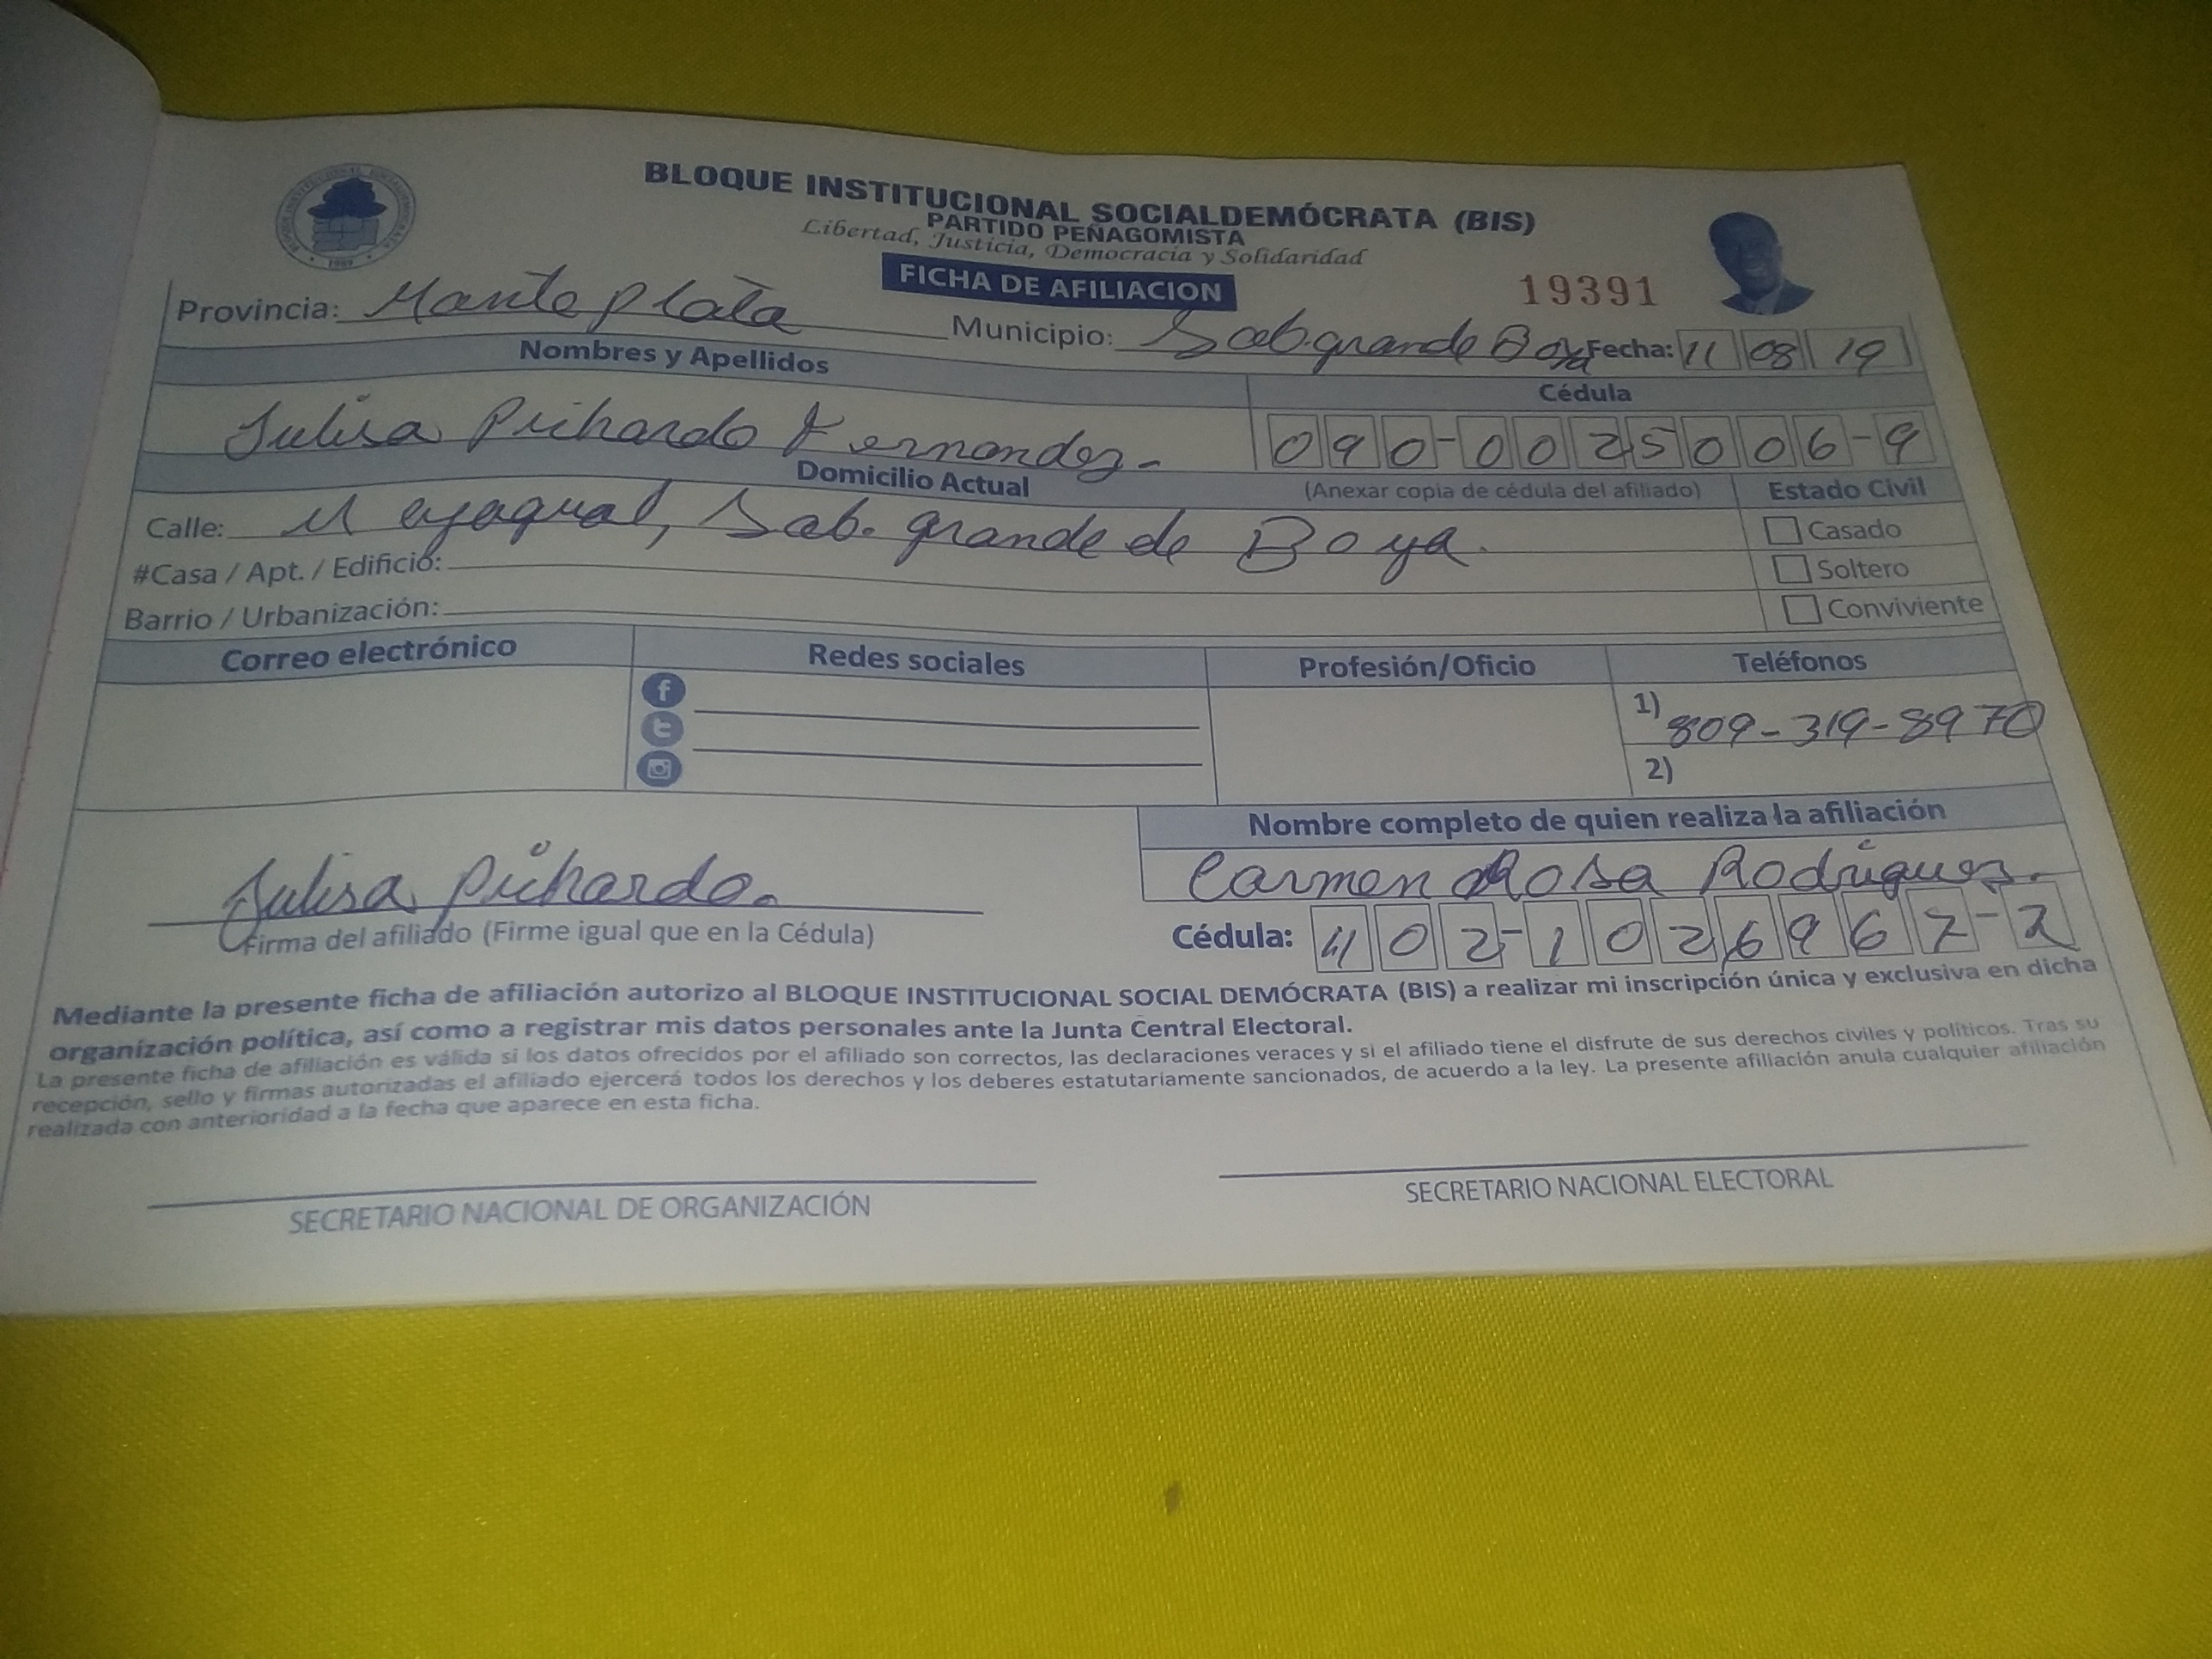 BLOQUE INSTITUCIONAL SOCIALDEMÓCRATA (BIS)
PARTIDO PEÑAGOMISTA
Libertad, Justicia, Democracia y Solidaridad
FICHA DE AFILIACION
19391
Provincia: Monte Plata Municipio: Sab. grande Boya Fecha: 11 08 19
Nombres y Apellidos
Cédula
Julisa Pichardo Fernandez- 090-0025006-9
Domicilio Actual (Anexar copia de cédula del afiliado) Estado Civil
Calle: Mayagual, Sab. grande de Boya. Casado
#Casa / Apt. / Edificio: Soltero
Barrio / Urbanización: Conviviente
Correo electrónico Redes sociales Profesión/Oficio Teléfonos
1) 809-319-8970
2)
Nombre completo de quien realiza la afiliación
Julisa Pichardo. Carmen Rosa Rodriguez.
Firma del afiliado (Firme igual que en la Cédula) Cédula: 402-1026967-2
Mediante la presente ficha de afiliación autorizo al BLOQUE INSTITUCIONAL SOCIAL DEMÓCRATA (BIS) a realizar mi inscripción única y exclusiva en dicha
organización política, así como a registrar mis datos personales ante la Junta Central Electoral.
La presente ficha de afiliación es válida si los datos ofrecidos por el afiliado son correctos, las declaraciones veraces y si el afiliado tiene el disfrute de sus derechos civiles y políticos. Tras su
recepción, sello y firmas autorizadas el afiliado ejercerá todos los derechos y los deberes estatutariamente sancionados, de acuerdo a la ley. La presente afiliación anula cualquier afiliación
realizada con anterioridad a la fecha que aparece en esta ficha.
SECRETARIO NACIONAL DE ORGANIZACIÓN SECRETARIO NACIONAL ELECTORAL